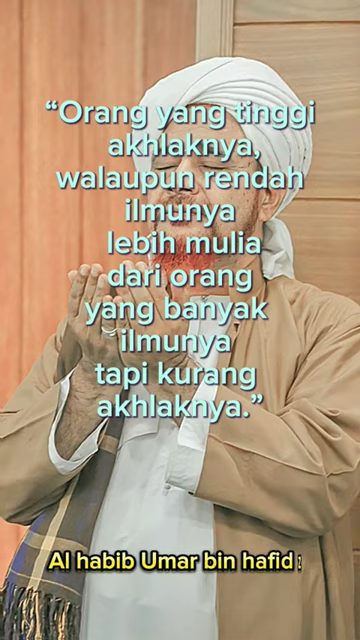 “Orang yang tinggi
akhlaknya,
walaupun rendah
ilmunya
lebih mulia
dari orang
yang banyak
ilmunya
tapi kurang
akhlaknya.”
Al habib Umar bin hafid :